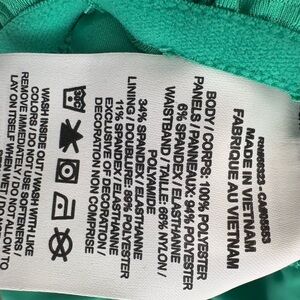 RN56323 - CA05553
MADE IN VIETNAM
FABRIQUE AU VIETNAM
BODY / CORPS: 100% POLYESTER
PANELS / PANNEAUX: 94% POLYESTER
6% SPANDEX / ELASTHANNE
WAISTBAND / TAILLE: 66% NYLON /
POLYAMIDE
34% SPANDEX / ELASTHANNE
LINING / DOUBLURE: 89% POLYESTER
11% SPANDEX / ELASTHANNE
EXCLUSIVE OF DECORATION /
DECORATION NON COMPRISE
WASH INSIDE OUT / WASH WITH LIKE
COLORS / DO NOT USE SOFTENERS
REMOVE IMMEDIATELY / DO NOT ALLOW TO
LAY ON ITSELF WHEN WET / DO NOT